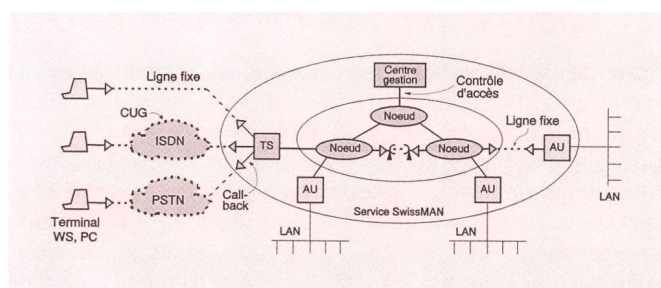 Ligne fixe
CUG
ISDN
PSTN
Terminal
WS, PC
TS
Call-
back
Centre
gestion
Contrôle
d'accès
Noeud
Noeud
Noeud
Ligne fixe
AU
AU
AU
Service SwissMAN
LAN
LAN
LAN